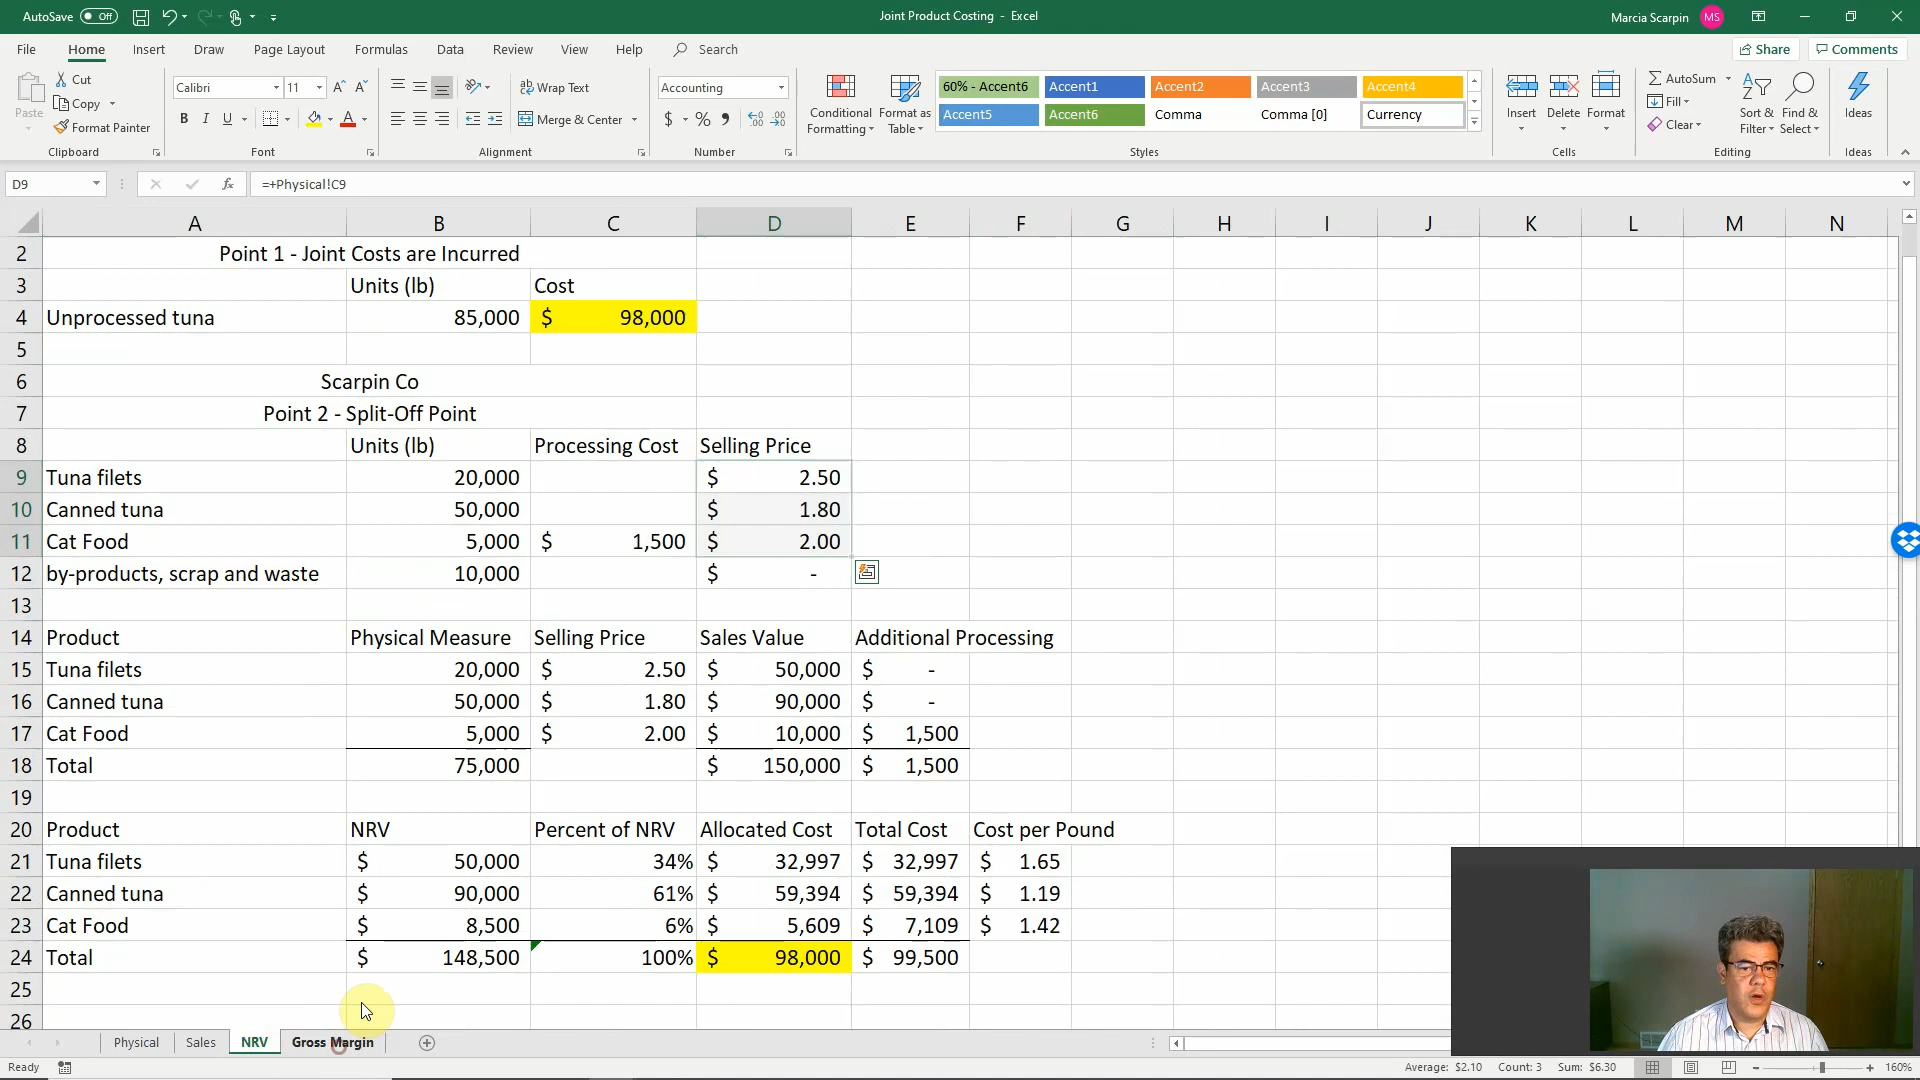 AutoSave Off Joint Product Costing - Excel Marcia Scarpin MS
File Home Insert Draw Page Layout Formulas Data Review View Help Search Share Comments
Paste Cut Copy Format Painter Clipboard
Calibri 11 A A B I U A Font
ab Wrap Text Merge & Center Alignment
Accounting $ % , Number
Conditional Formatting Format as Table 60% - Accent6 Accent1 Accent2 Accent3 Accent4
Accent5 Accent6 Comma Comma [0] Currency Styles
Insert Delete Format Cells
AutoSum Fill Clear Sort & Filter Find & Select Editing
Ideas Ideas
D9 fx =+Physical!C9
A B C D E F G H I J K L M N
2 Point 1 - Joint Costs are Incurred
3 Units (lb) Cost
4 Unprocessed tuna 85,000 $ 98,000
5
6 Scarpin Co
7 Point 2 - Split-Off Point
8 Units (lb) Processing Cost Selling Price
9 Tuna filets 20,000 $ 2.50
10 Canned tuna 50,000 $ 1.80
11 Cat Food 5,000 $ 1,500 $ 2.00
12 by-products, scrap and waste 10,000 $ -
13
14 Product Physical Measure Selling Price Sales Value Additional Processing
15 Tuna filets 20,000 $ 2.50 $ 50,000 $ -
16 Canned tuna 50,000 $ 1.80 $ 90,000 $ -
17 Cat Food 5,000 $ 2.00 $ 10,000 $ 1,500
18 Total 75,000 $ 150,000 $ 1,500
19
20 Product NRV Percent of NRV Allocated Cost Total Cost Cost per Pound
21 Tuna filets $ 50,000 34% $ 32,997 $ 32,997 $ 1.65
22 Canned tuna $ 90,000 61% $ 59,394 $ 59,394 $ 1.19
23 Cat Food $ 8,500 6% $ 5,609 $ 7,109 $ 1.42
24 Total $ 148,500 100% $ 98,000 $ 99,500
25
26
Physical Sales NRV Gross Margin
Ready Average: $2.10 Count: 3 Sum: $6.30 160%